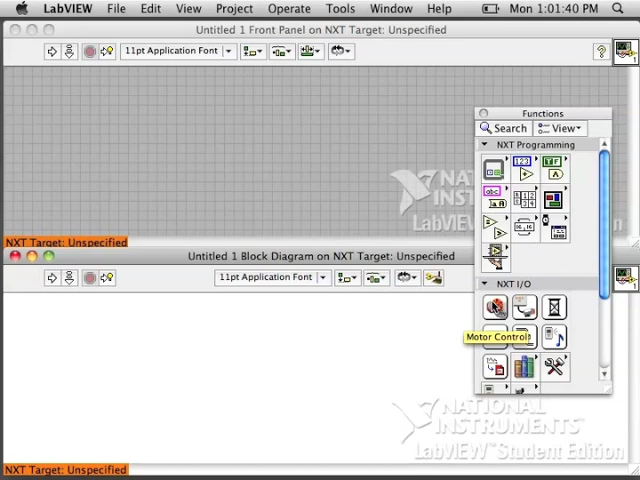 LabVIEW File Edit View Project Operate Tools Window Help Mon 1:01:40 PM
Untitled 1 Front Panel on NXT Target: Unspecified
11pt Application Font
Functions
Search View
NXT Programming
NATIONAL
INSTRUMENTS
LabVIEW
NXT Target: Unspecified
Untitled 1 Block Diagram on NXT Target: Unspecified
11pt Application Font
NXT I/O
Motor Control
NATIONAL
INSTRUMENTS
LabVIEW™ Student Edition
NXT Target: Unspecified